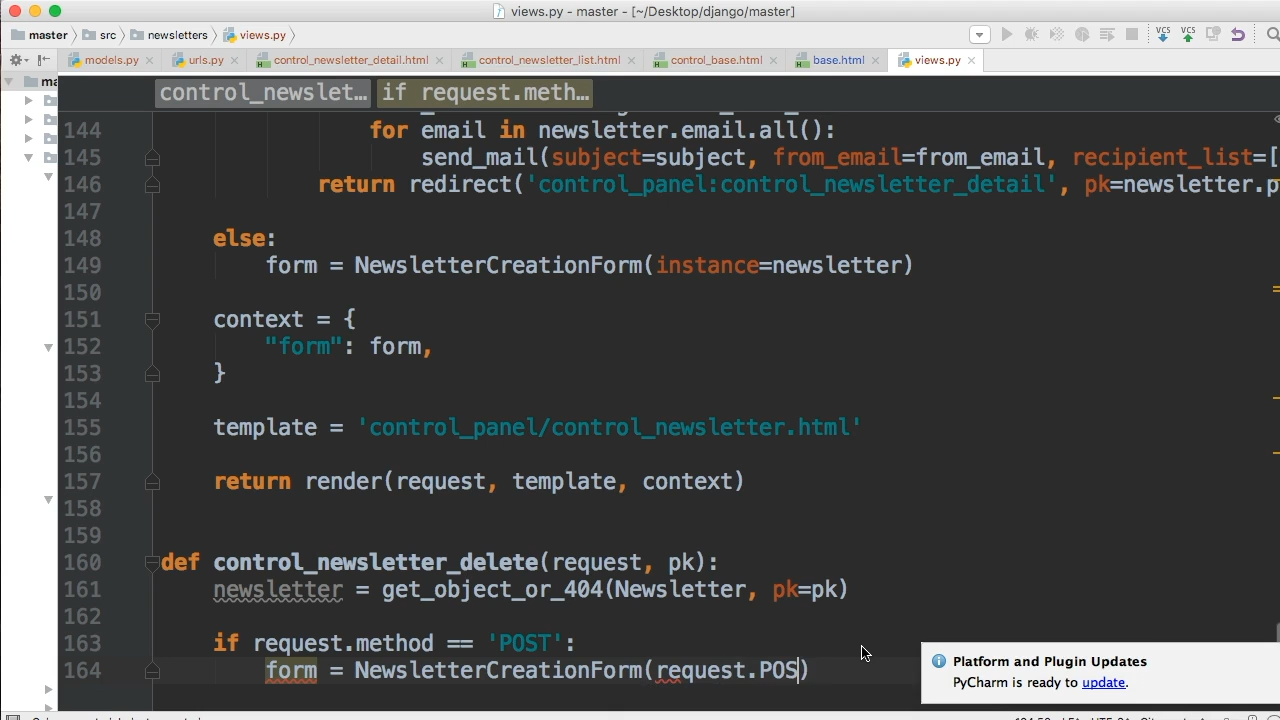 views.py - master - [~/Desktop/django/master]
master src newsletters views.py
models.py urls.py control_newsletter_detail.html control_newsletter_list.html control_base.html base.html views.py
control_newslet… if request.meth…
144 for email in newsletter.email.all():
145 send_mail(subject=subject, from_email=from_email, recipient_list=[
146 return redirect('control_panel:control_newsletter_detail', pk=newsletter.p
147
148 else:
149 form = NewsletterCreationForm(instance=newsletter)
150
151 context = {
152 "form": form,
153 }
154
155 template = 'control_panel/control_newsletter.html'
156
157 return render(request, template, context)
158
159
160 def control_newsletter_delete(request, pk):
161 newsletter = get_object_or_404(Newsletter, pk=pk)
162
163 if request.method == 'POST':
164 form = NewsletterCreationForm(request.POS)
Platform and Plugin Updates
PyCharm is ready to update.